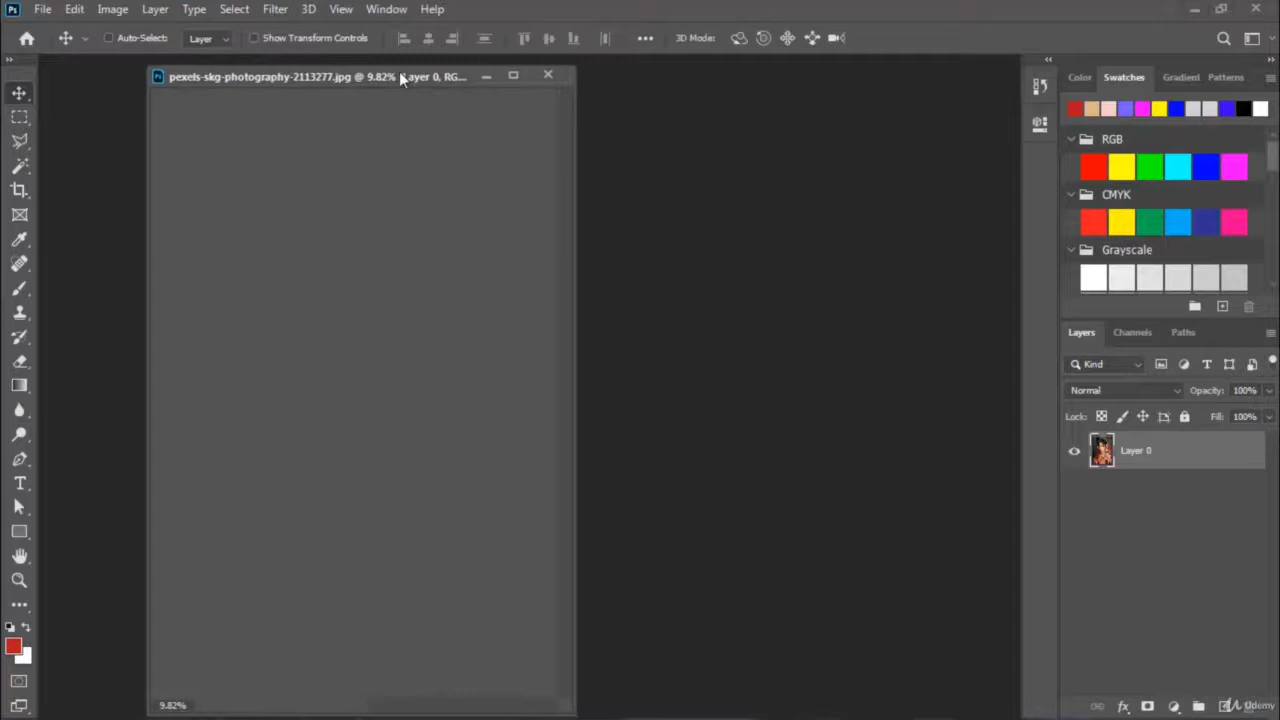 Ps File Edit Image Layer Type Select Filter 3D View Window Help
Auto-Select: Layer Show Transform Controls 3D Mode:
pexels-skg-photography-2113277.jpg @ 9.82% Layer 0, RG...
9.82%
Color Swatches Gradient Patterns
RGB
CMYK
Grayscale
Layers Channels Paths
Kind
Normal Opacity: 100%
Lock: Fill: 100%
Layer 0
Udemy